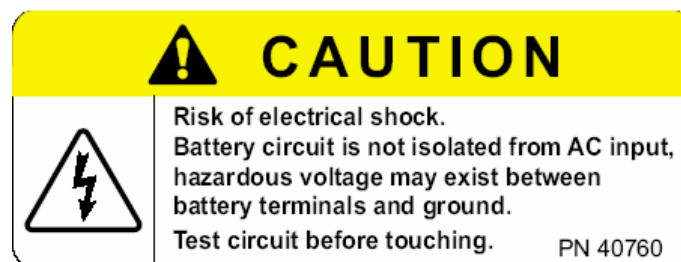 CAUTION
Risk of electrical shock.
Battery circuit is not isolated from AC input,
hazardous voltage may exist between
battery terminals and ground.
Test circuit before touching.
PN 40760